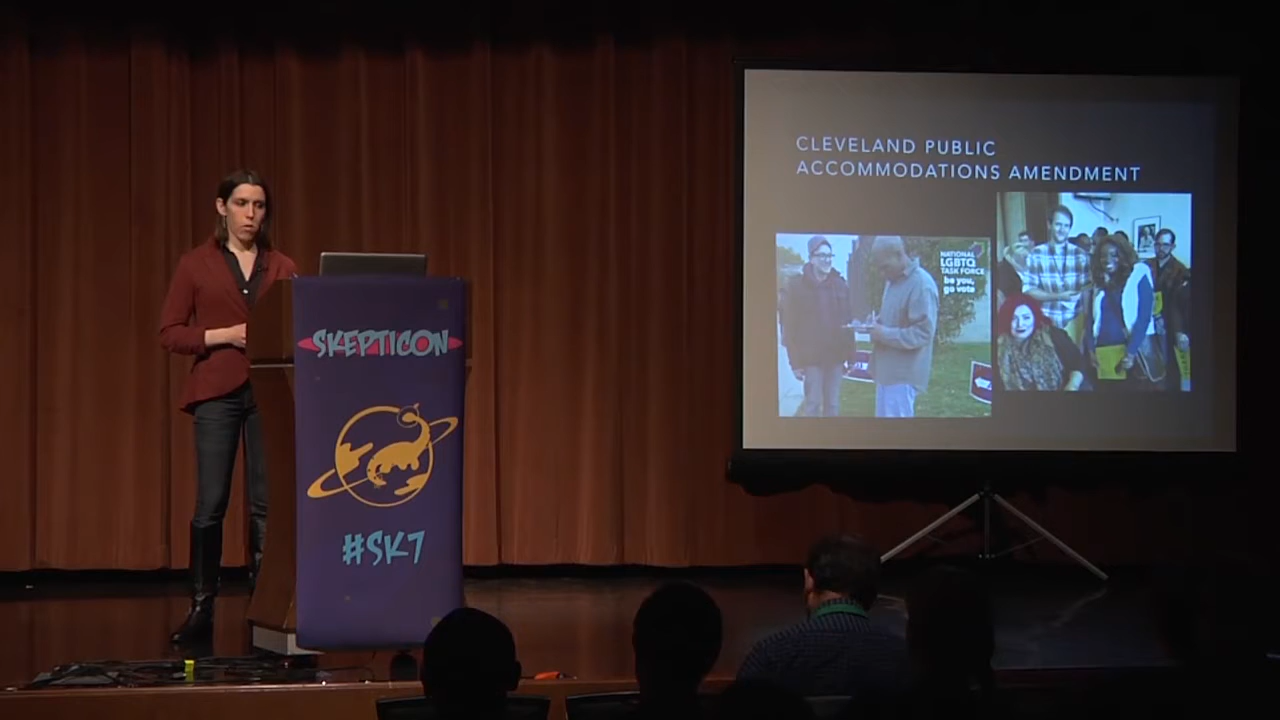 CLEVELAND PUBLIC
ACCOMMODATIONS AMENDMENT
NATIONAL
LGBTQ
TASK FORCE
be you,
go vote
SKEPTICON
#SK7